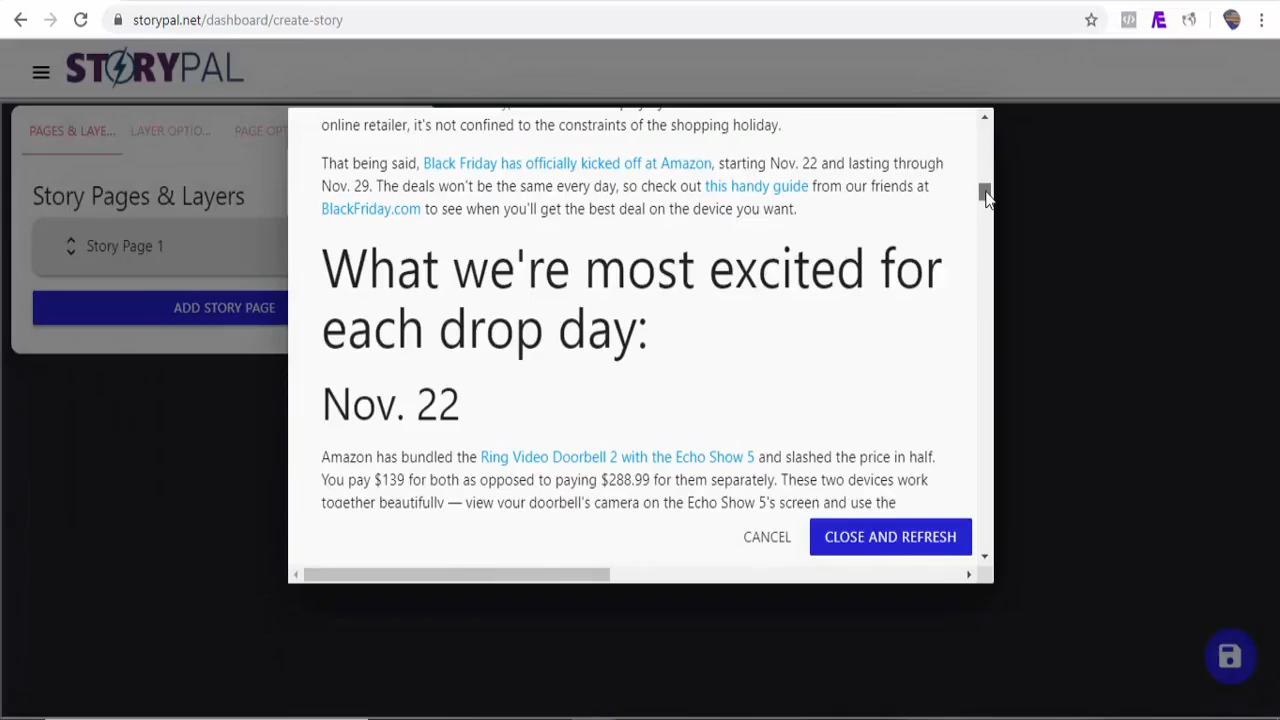 storypal.net/dashboard/create-story
STORYPAL
PAGES & LAYE...
LAYER OPTIO...
PAGE OPT
Story Pages & Layers
Story Page 1
ADD STORY PAGE
online retailer, it's not confined to the constraints of the shopping holiday.
That being said, Black Friday has officially kicked off at Amazon, starting Nov. 22 and lasting through
Nov. 29. The deals won't be the same every day, so check out this handy guide from our friends at
BlackFriday.com to see when you'll get the best deal on the device you want.
What we're most excited for
each drop day:
Nov. 22
Amazon has bundled the Ring Video Doorbell 2 with the Echo Show 5 and slashed the price in half.
You pay $139 for both as opposed to paying $288.99 for them separately. These two devices work
together beautifully — view your doorbell's camera on the Echo Show 5's screen and use the
CANCEL
CLOSE AND REFRESH